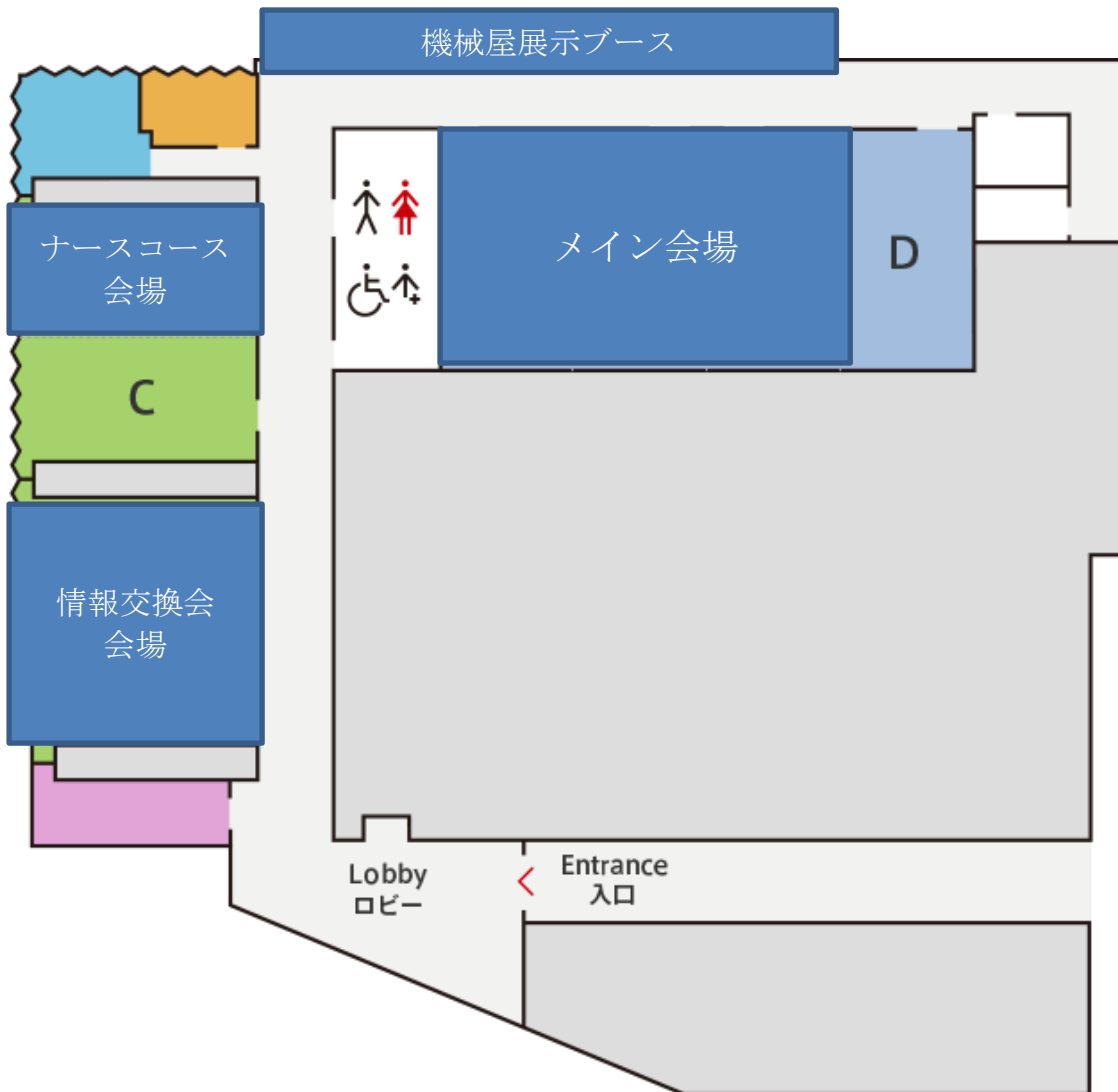 機械屋展示ブース
ナースコース
会場
メイン会場
D
C
情報交換会
会場
Lobby
ロビー
Entrance
入口